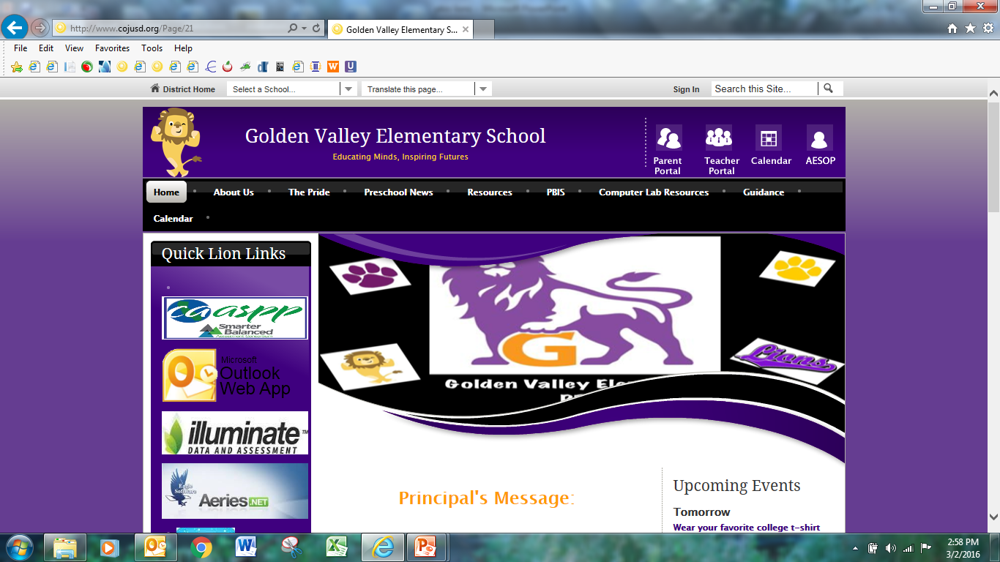 http://www.cojusd.org/Page/21
Golden Valley Elementary S...
File Edit View Favorites Tools Help
District Home
Select a School...
Translate this page...
Sign In
Search this Site...
Golden Valley Elementary School
Educating Minds, Inspiring Futures
Parent Portal
Teacher Portal
Calendar
AESOP
Home
About Us
The Pride
Preschool News
Resources
PBIS
Computer Lab Resources
Guidance
Calendar
Quick Lion Links
caaspp
Smarter Balanced
Microsoft
Outlook
Web App
illuminate TM
DATA AND ASSESSMENT
Eagle Software
Aeries.NET
G
Lions
Golden Valley
Principal's Message:
Upcoming Events
Tomorrow
Wear your favorite college t-shirt
2:58 PM
3/2/2016